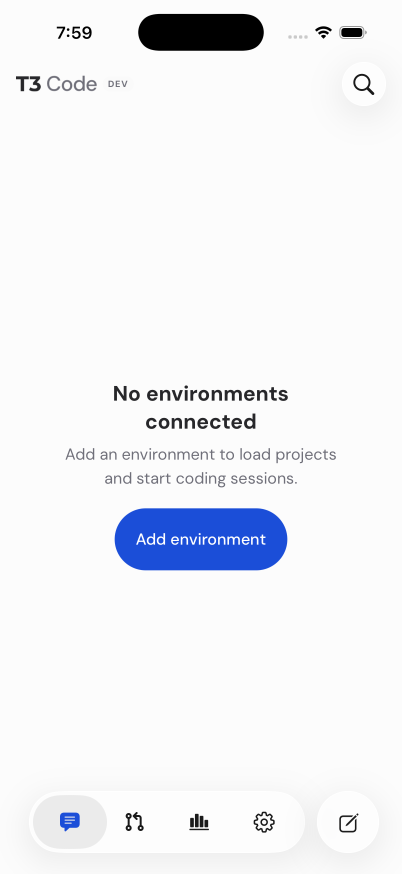 7:59
T3 Code DEV
No environments
connected
Add an environment to load projects
and start coding sessions.
Add environment